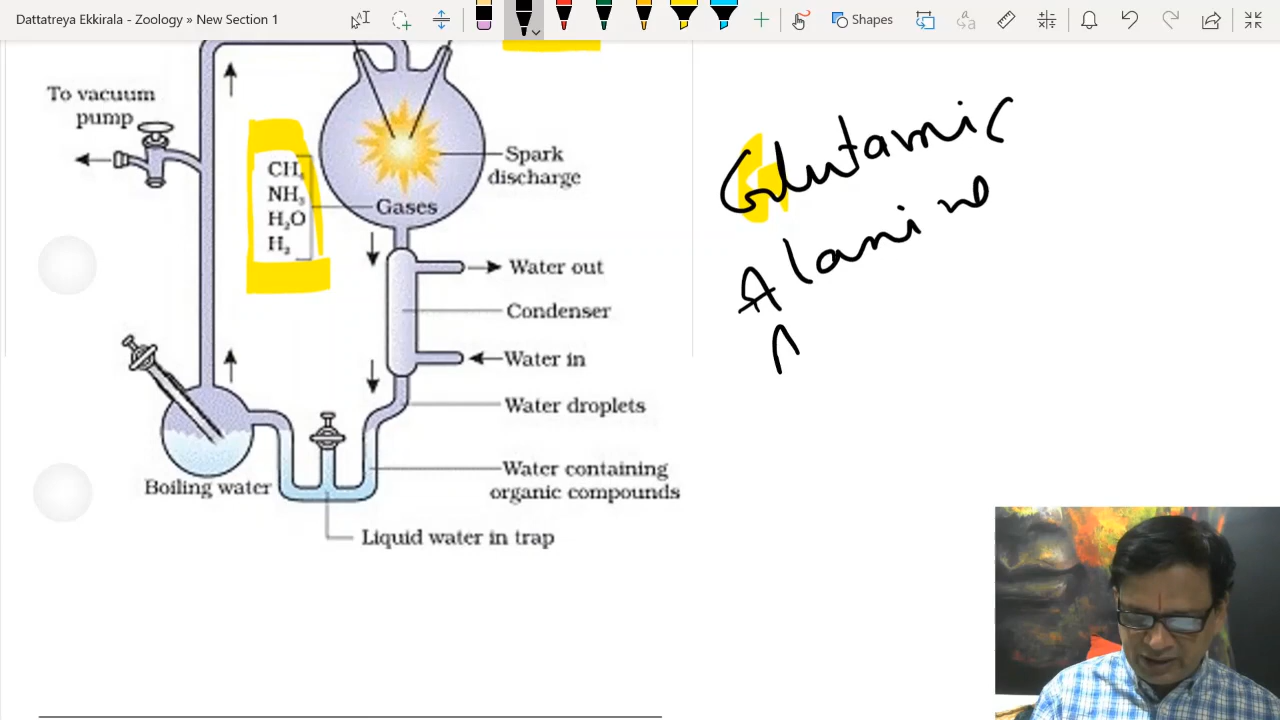 Dattatreya Ekkirala - Zoology » New Section 1
Shapes
To vacuum
pump
CH₄
NH₃
H₂O
H₂
Spark
discharge
Gases
Water out
Condenser
Water in
Water droplets
Water containing
organic compounds
Boiling water
Liquid water in trap
Glutamic
Alanine
A